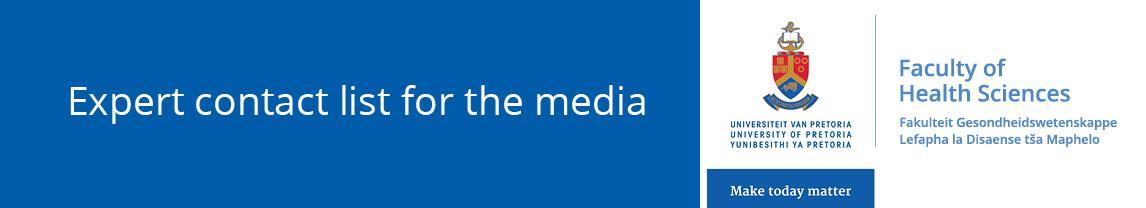 Expert contact list for the media
UNIVERSITEIT VAN PRETORIA
UNIVERSITY OF PRETORIA
YUNIBESITHI YA PRETORIA
Make today matter
Faculty of
Health Sciences
Fakulteit Gesondheidswetenskappe
Lefapha la Disaense tša Maphelo